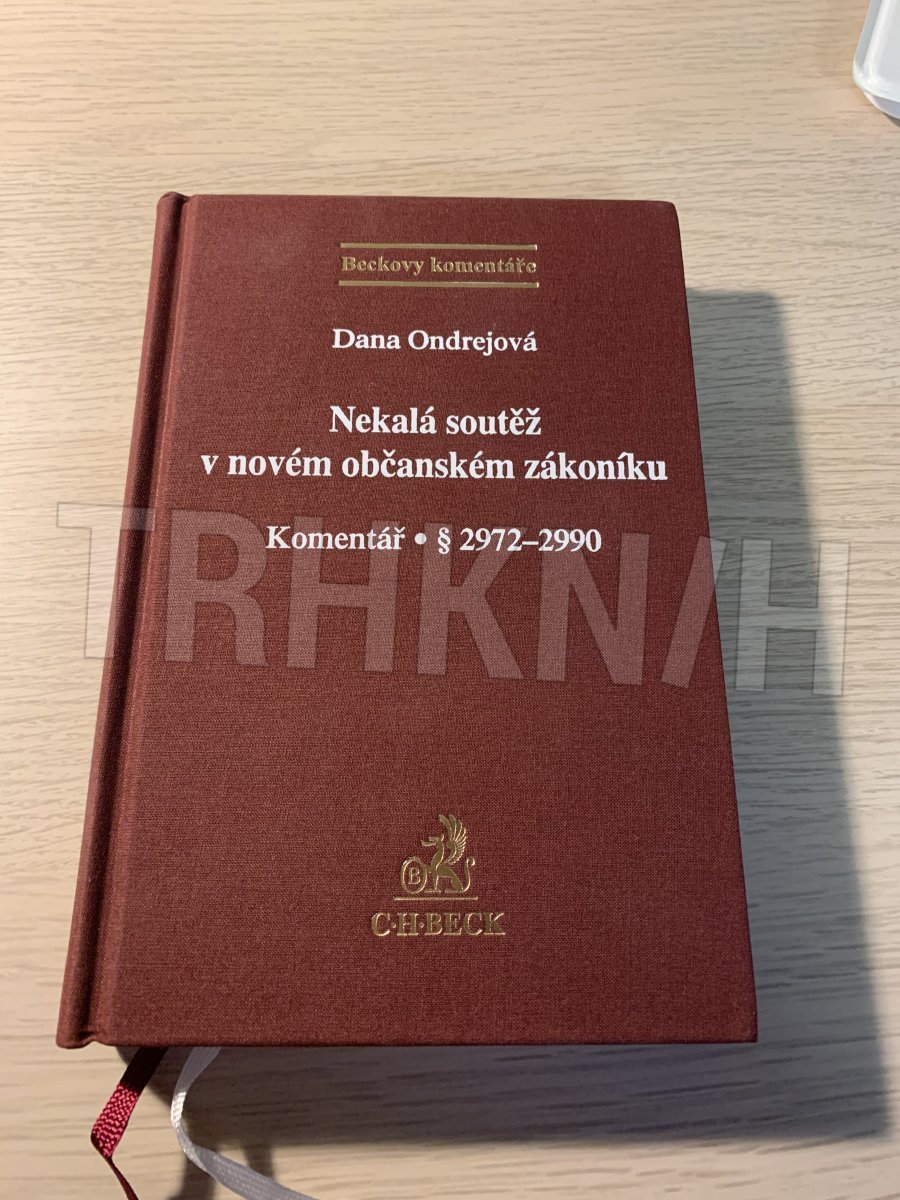 Beckovy komentáře
Dana Ondrejová
Nekalá soutěž
v novém občanském zákoníku
Komentář • § 2972–2990
TRHKNIH
B
C·H·BECK